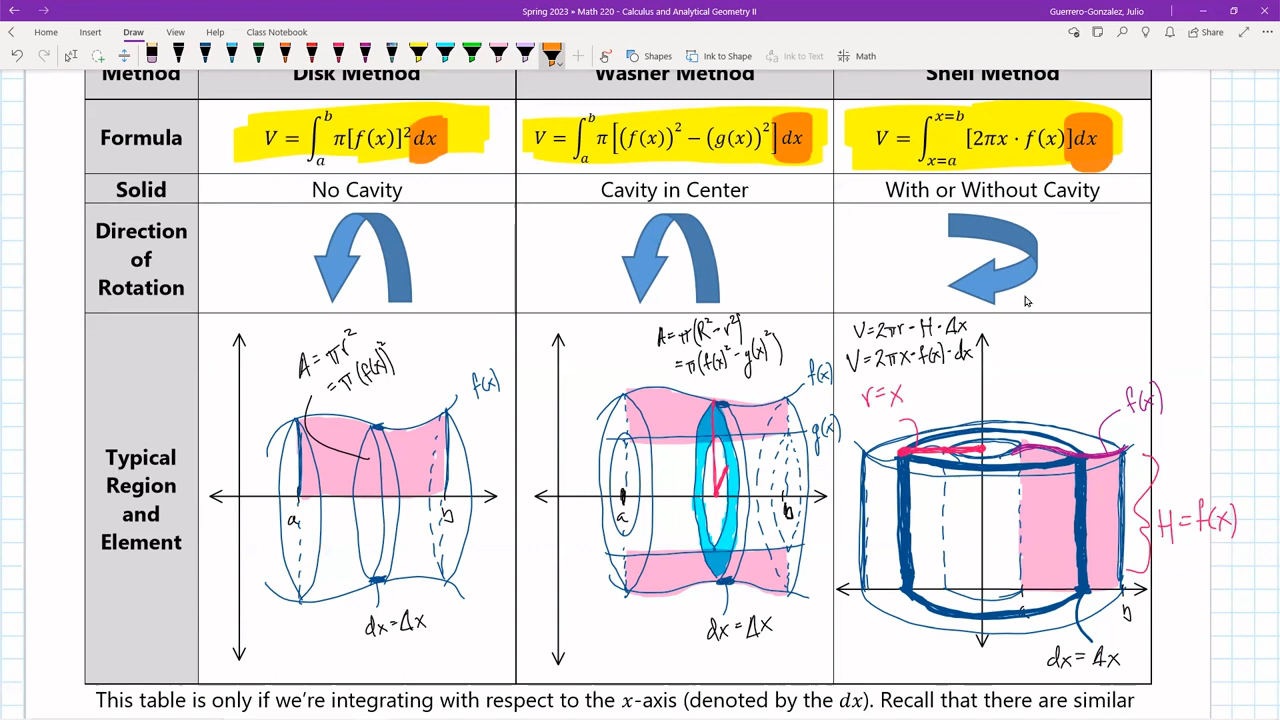 Spring 2023 » Math 220 - Calculus and Analytical Geometry II
Guerrero-Gonzalez, Julio
Home Insert Draw View Help Class Notebook
Share
Shapes Ink to Shape Ink to Text Math
Method Disk Method Washer Method Shell Method
Formula
V = ∫_a^b π[f(x)]² dx
V = ∫_a^b π[(f(x))² − (g(x))²] dx
V = ∫_{x=a}^{x=b} [2πx · f(x)]dx
Solid No Cavity Cavity in Center With or Without Cavity
Direction
of
Rotation
Typical
Region
and
Element
A = πr²
= π(f(x))²
f(x)
a
b
dx = Δx
A = π(R² − r²)
= π(f(x)² − g(x)²)
f(x)
g(x)
a
b
dx = Δx
V = 2πr · H · Δx
V = 2πx · f(x) · dx
r = x
f(x)
H = f(x)
a
b
dx = Δx
This table is only if we’re integrating with respect to the x-axis (denoted by the dx). Recall that there are similar